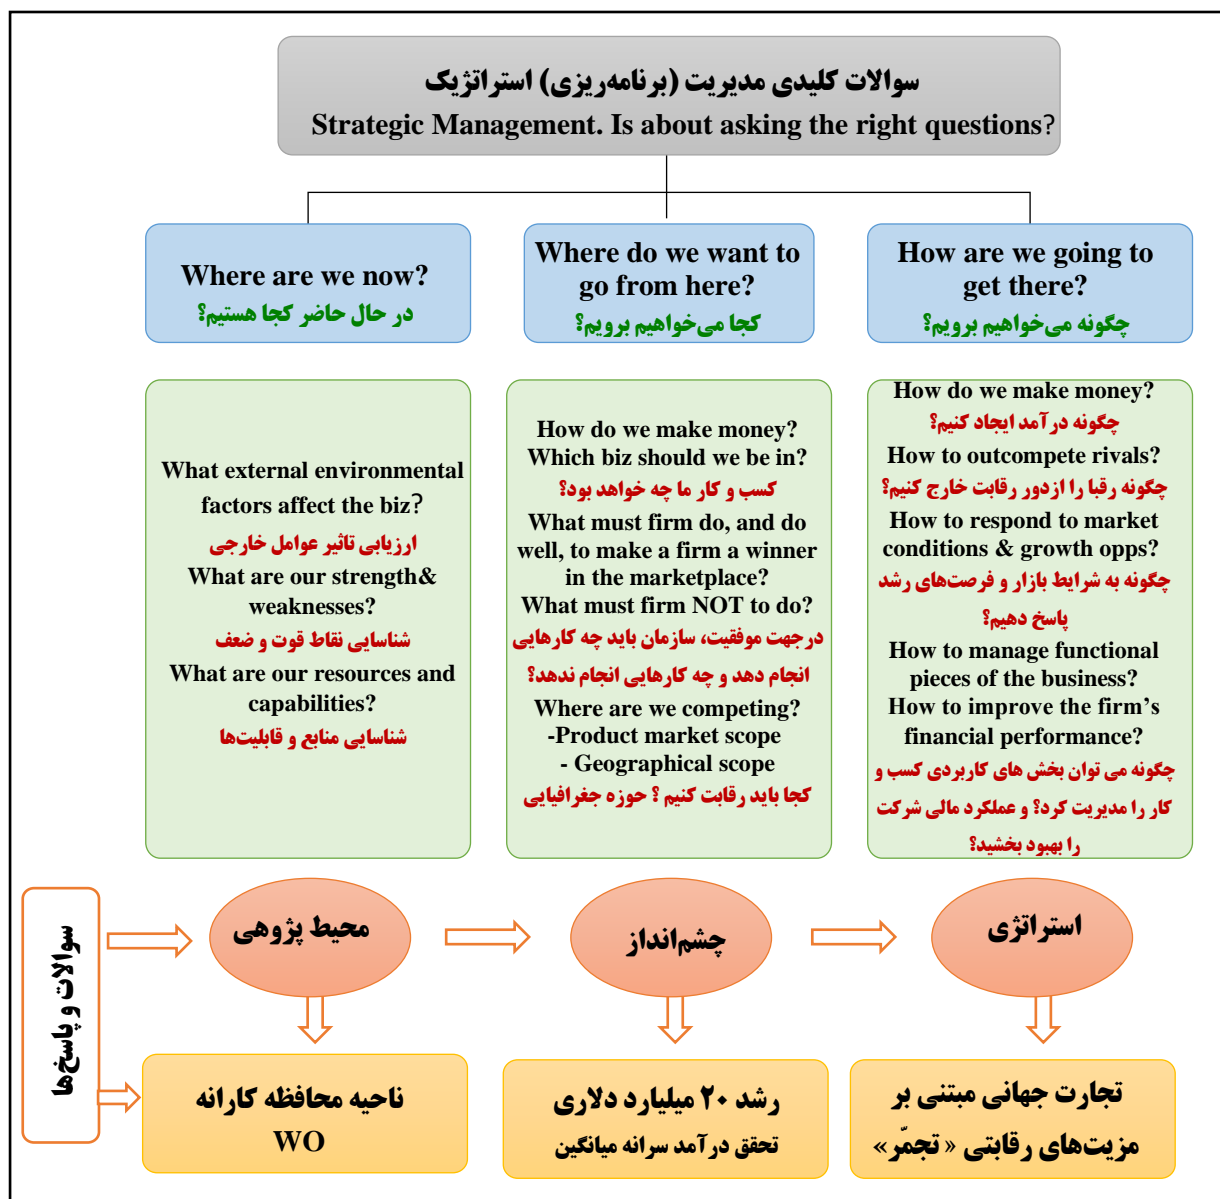 سوالات کلیدی مدیریت (برنامه‌ریزی) استراتژیک
Strategic Management. Is about asking the right questions?
Where are we now?
در حال حاضر کجا هستیم؟
Where do we want to
go from here?
کجا می‌خواهیم برویم؟
How are we going to
get there?
چگونه می‌خواهیم برویم؟
What external environmental
factors affect the biz?
ارزیابی تاثیر عوامل خارجی
What are our strength&
weaknesses?
شناسایی نقاط قوت و ضعف
What are our resources and
capabilities?
شناسایی منابع و قابلیت‌ها
How do we make money?
Which biz should we be in?
کسب و کار ما چه خواهد بود؟
What must firm do, and do
well, to make a firm a winner
in the marketplace?
What must firm NOT to do?
درجهت موفقیت، سازمان باید چه کارهایی
انجام دهد و چه کارهایی انجام ندهد؟
Where are we competing?
-Product market scope
- Geographical scope
کجا باید رقابت کنیم ؟ حوزه جغرافیایی
How do we make money?
چگونه درآمد ایجاد کنیم؟
How to outcompete rivals?
چگونه رقبا را ازدور رقابت خارج کنیم؟
How to respond to market
conditions & growth opps?
چگونه به شرایط بازار و فرصت‌های رشد
پاسخ دهیم؟
How to manage functional
pieces of the business?
How to improve the firm’s
financial performance?
چگونه می توان بخش های کاربردی کسب و
کار را مدیریت کرد؟ و عملکرد مالی شرکت
را بهبود بخشید؟
سوالات و پاسخ‌ها
محیط پژوهی
چشم‌انداز
استراتژی
ناحیه محافظه کارانه
WO
رشد ۲۰ میلیارد دلاری
تحقق درآمد سرانه میانگین
تجارت جهانی مبتنی بر
مزیت‌های رقابتی « تجمّر»